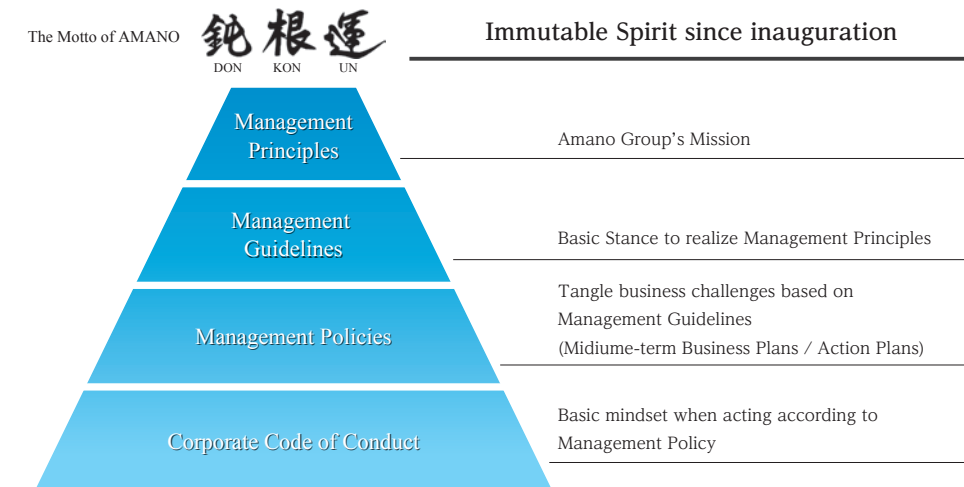 The Motto of AMANO
鈍根運
DON KON UN
Immutable Spirit since inauguration
Management
Principles
Amano Group’s Mission
Management
Guidelines
Basic Stance to realize Management Principles
Management Policies
Tangle business challenges based on
Management Guidelines
(Midiume-term Business Plans / Action Plans)
Corporate Code of Conduct
Basic mindset when acting according to
Management Policy